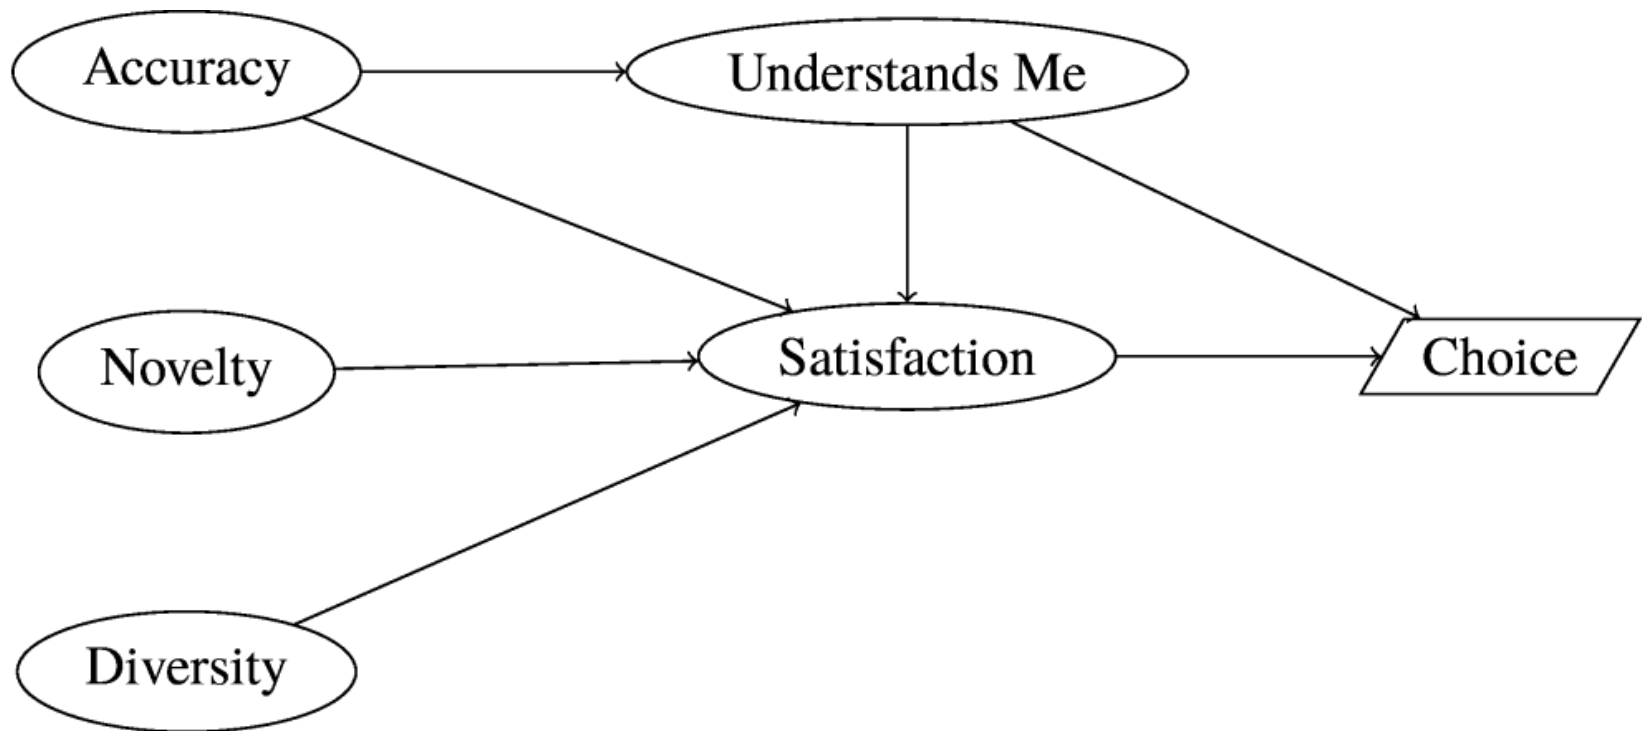 Accuracy
Understands Me
Novelty
Satisfaction
Choice
Diversity